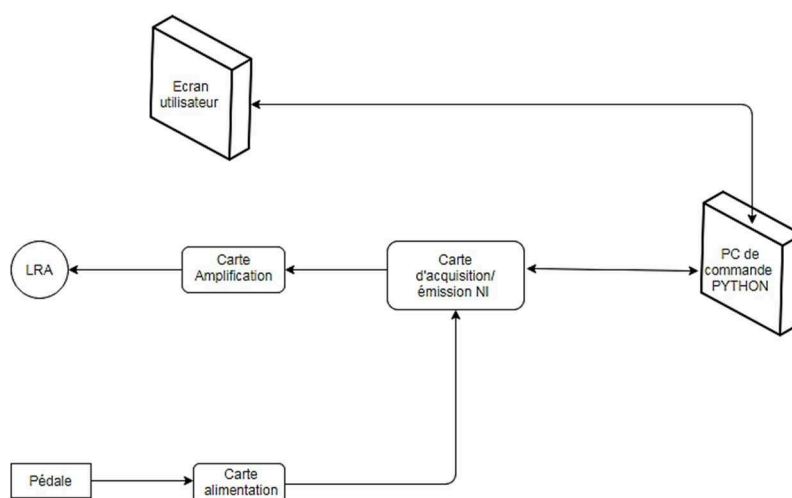 Ecran
utilisateur
LRA
Carte
Amplification
Carte
d'acquisition/
émission NI
PC de
commande
PYTHON
Pédale
Carte
alimentation